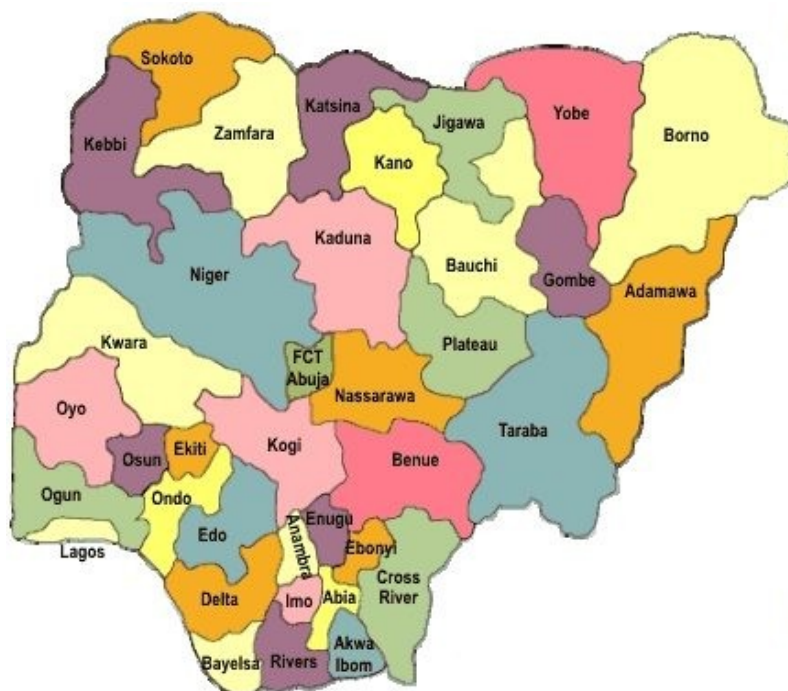 Sokoto
Katsina
Jigawa
Yobe
Borno
Kebbi
Zamfara
Kano
Kaduna
Bauchi
Gombe
Adamawa
Niger
Kwara
FCT
Abuja
Plateau
Nassarawa
Taraba
Oyo
Osun
Ekiti
Kogi
Benue
Ogun
Ondo
Edo
Anambra
Enugu
Ebonyi
Lagos
Delta
Imo
Abia
Cross
River
Bayelsa
Rivers
Akwa
Ibom